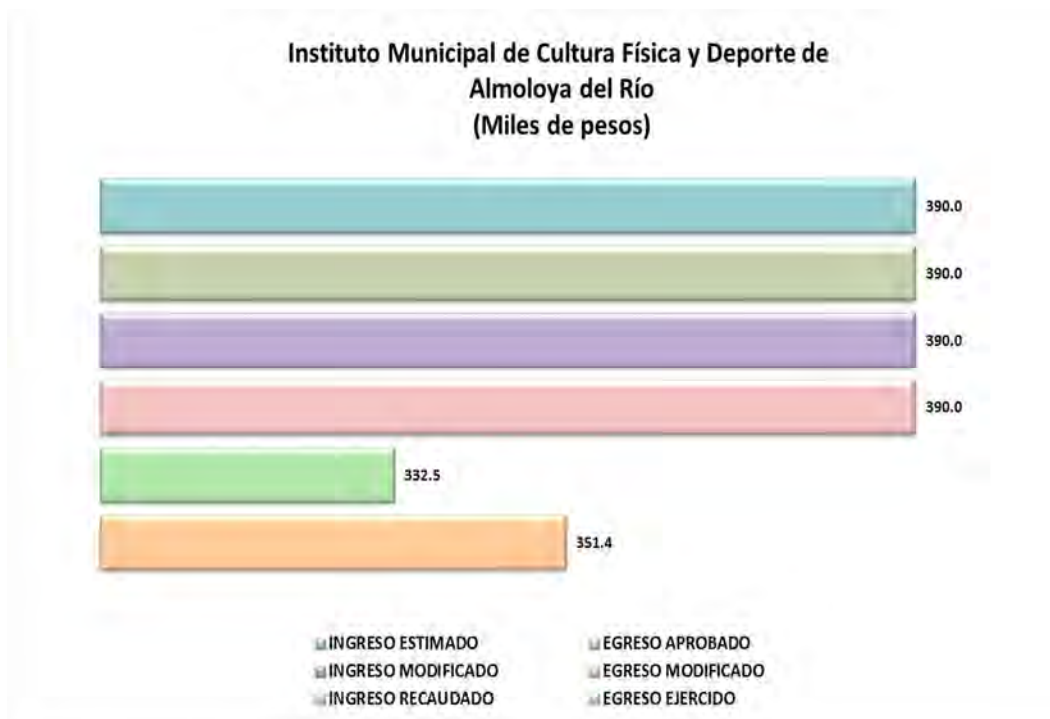 Instituto Municipal de Cultura Física y Deporte de
Almoloya del Río
(Miles de pesos)
390.0
390.0
390.0
390.0
332.5
351.4
INGRESO ESTIMADO EGRESO APROBADO
INGRESO MODIFICADO EGRESO MODIFICADO
INGRESO RECAUDADO EGRESO EJERCIDO